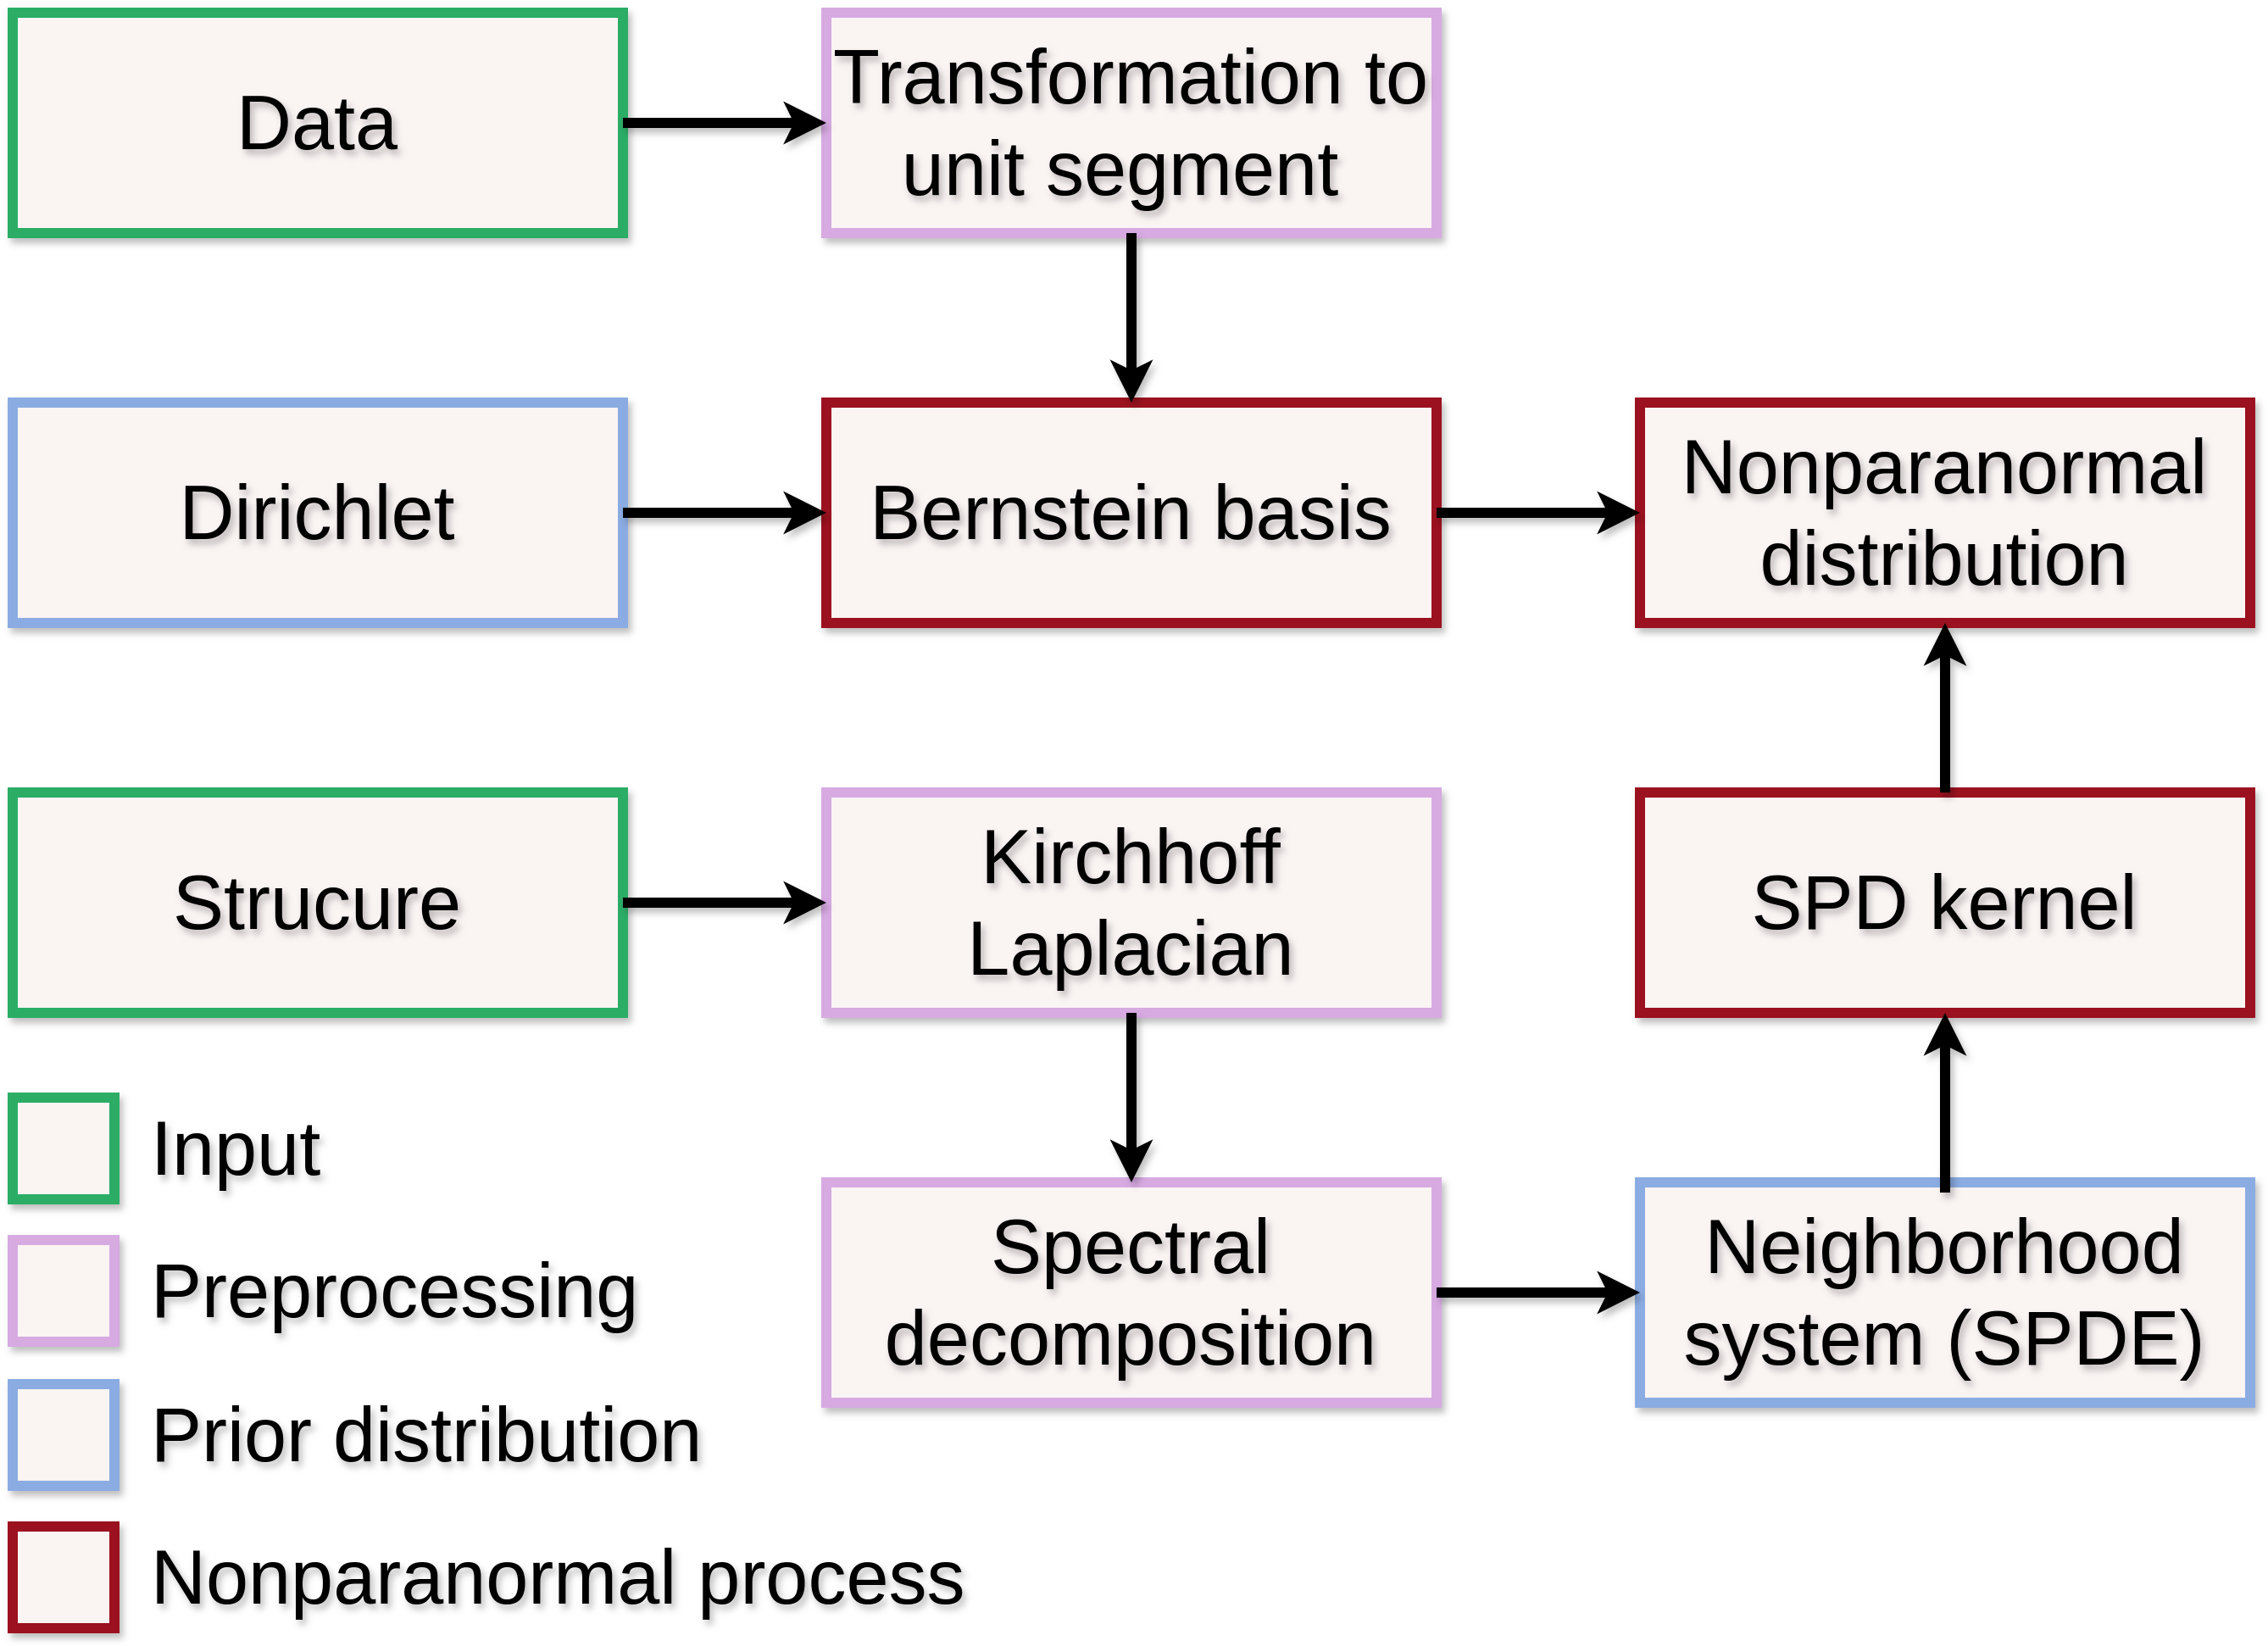 Data
Transformation to
unit segment
Dirichlet
Bernstein basis
Nonparanormal
distribution
Strucure
Kirchhoff
Laplacian
SPD kernel
Spectral
decomposition
Neighborhood
system (SPDE)
Input
Preprocessing
Prior distribution
Nonparanormal process